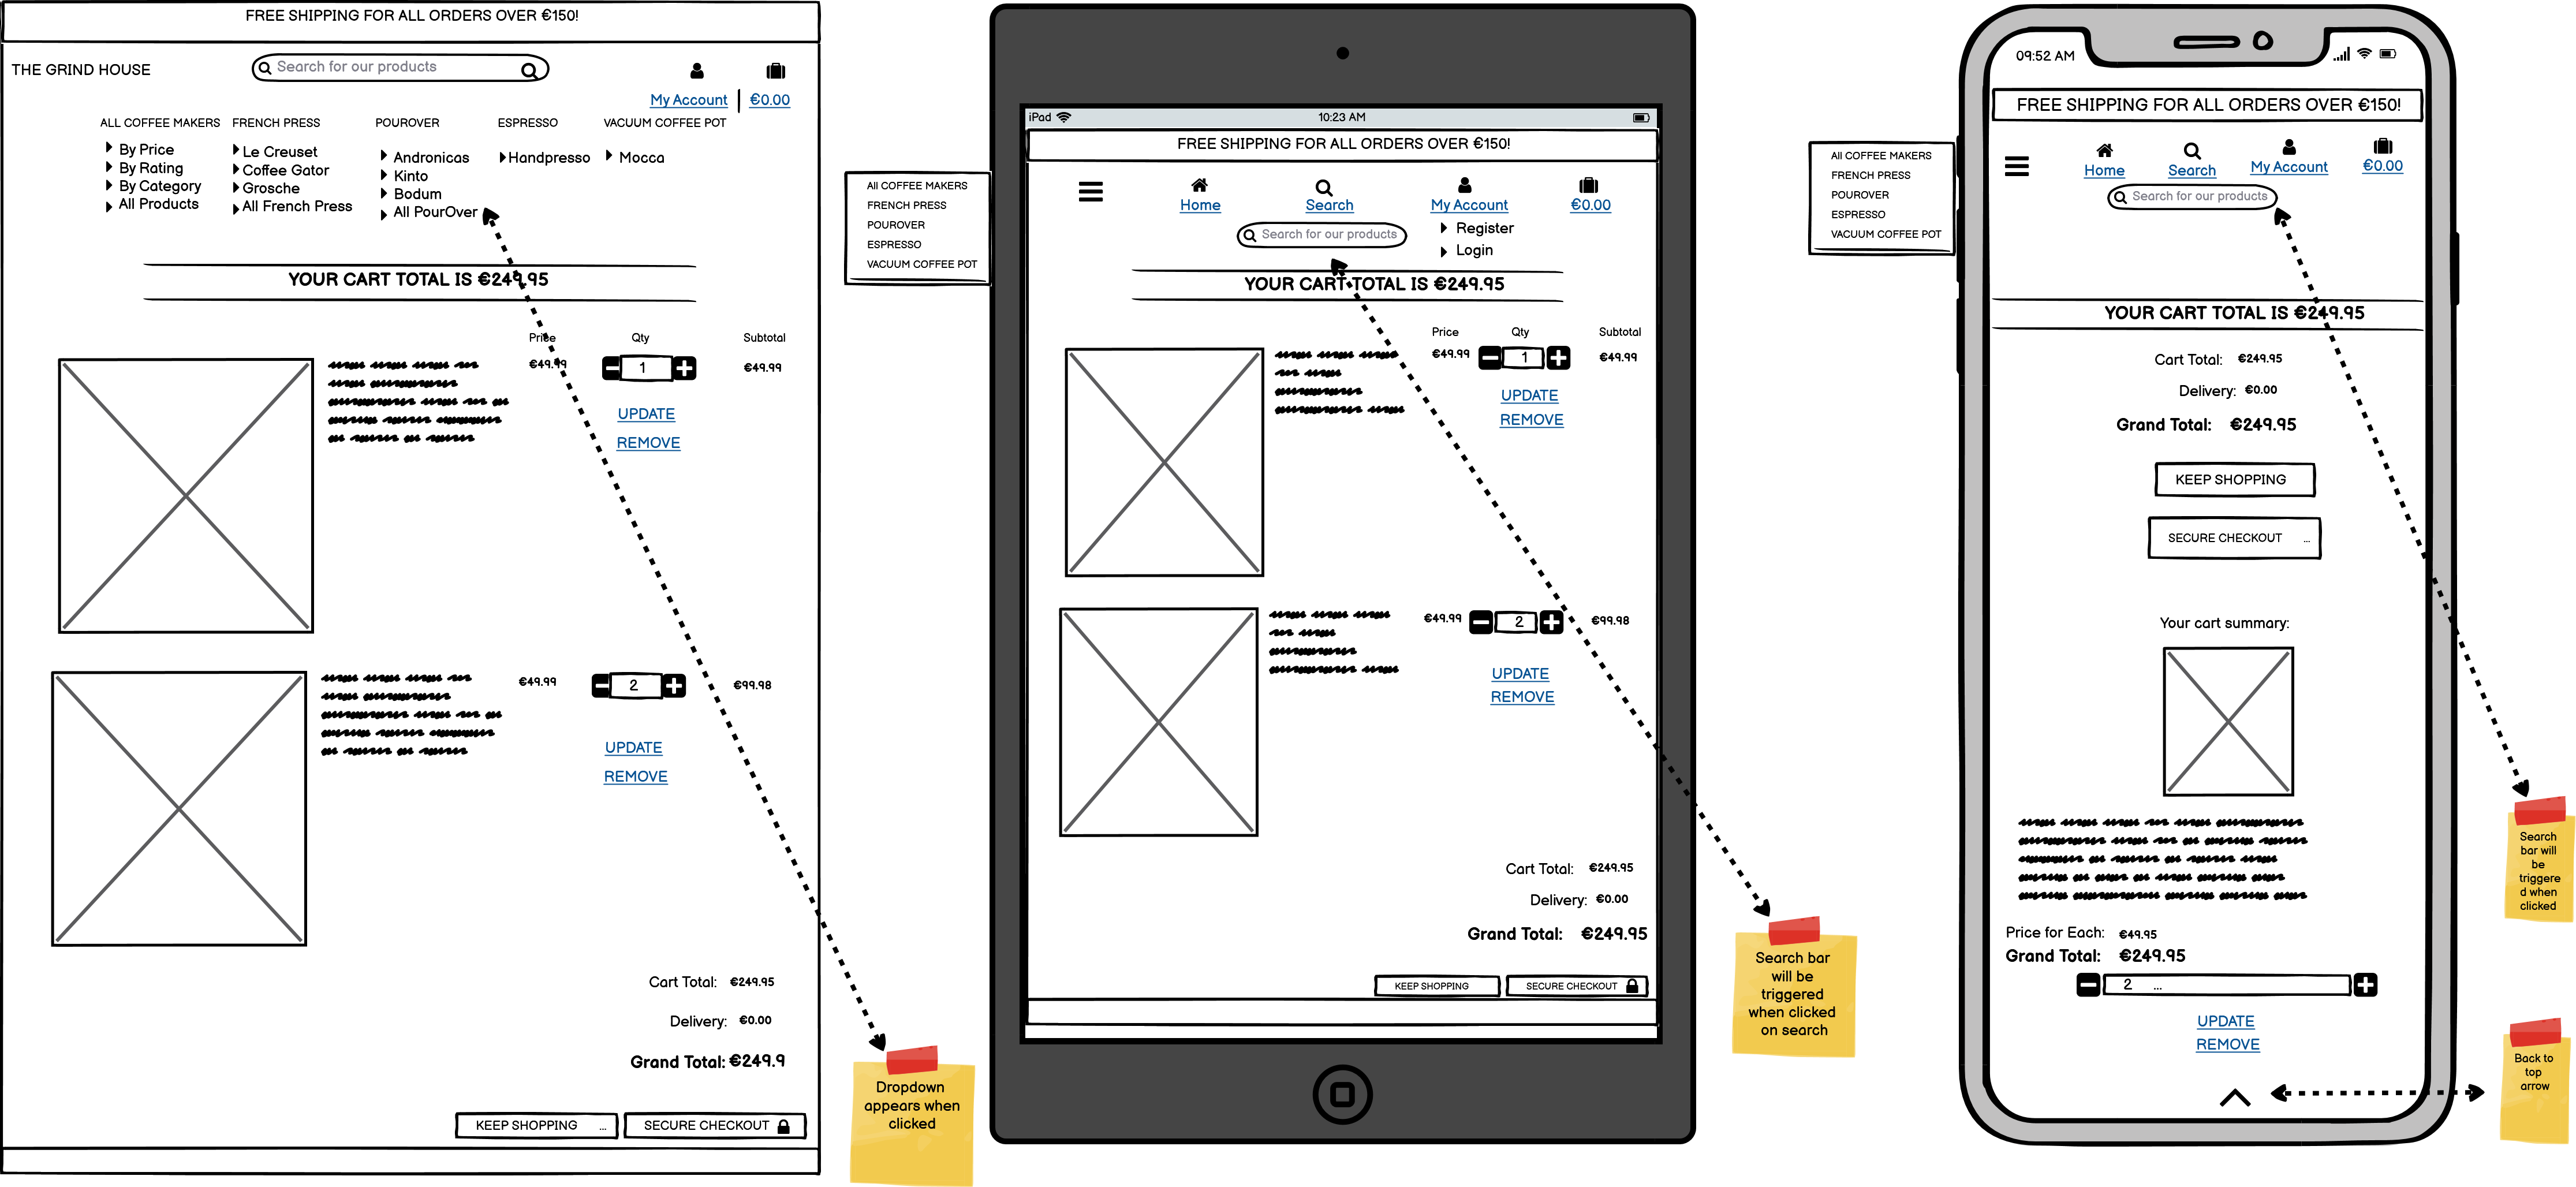 FREE SHIPPING FOR ALL ORDERS OVER €150!
THE GRIND HOUSE
Search for our products
My Account
€0.00
ALL COFFEE MAKERS FRENCH PRESS POUROVER ESPRESSO VACUUM COFFEE POT
By Price
By Rating
By Category
All Products
Le Creuset
Coffee Gator
Grosche
All French Press
Andronicas
Kinto
Bodum
All PourOver
Handpresso
Mocca
YOUR CART TOTAL IS €249.95
Price Qty Subtotal
€49.99 1 €49.99
UPDATE
REMOVE
€49.99 2 €99.98
UPDATE
REMOVE
Cart Total: €249.95
Delivery: €0.00
Grand Total: €249.9
KEEP SHOPPING ...
SECURE CHECKOUT
Dropdown
appears when
clicked
All COFFEE MAKERS
FRENCH PRESS
POUROVER
ESPRESSO
VACUUM COFFEE POT
iPad 10:23 AM
FREE SHIPPING FOR ALL ORDERS OVER €150!
Home Search My Account €0.00
Search for our products
Register
Login
YOUR CART TOTAL IS €249.95
Price Qty Subtotal
€49.99 1 €49.99
UPDATE
REMOVE
€49.99 2 €99.98
UPDATE
REMOVE
Cart Total: €249.95
Delivery: €0.00
Grand Total: €249.95
KEEP SHOPPING
SECURE CHECKOUT
Search bar
will be
triggered
when clicked
on search
All COFFEE MAKERS
FRENCH PRESS
POUROVER
ESPRESSO
VACUUM COFFEE POT
09:52 AM
FREE SHIPPING FOR ALL ORDERS OVER €150!
Home Search My Account €0.00
Search for our products
YOUR CART TOTAL IS €249.95
Cart Total: €249.95
Delivery: €0.00
Grand Total: €249.95
KEEP SHOPPING
SECURE CHECKOUT ...
Your cart summary:
Price for Each: €49.95
Grand Total: €249.95
2 ...
UPDATE
REMOVE
Search
bar will
be
triggere
d when
clicked
Back to
top
arrow